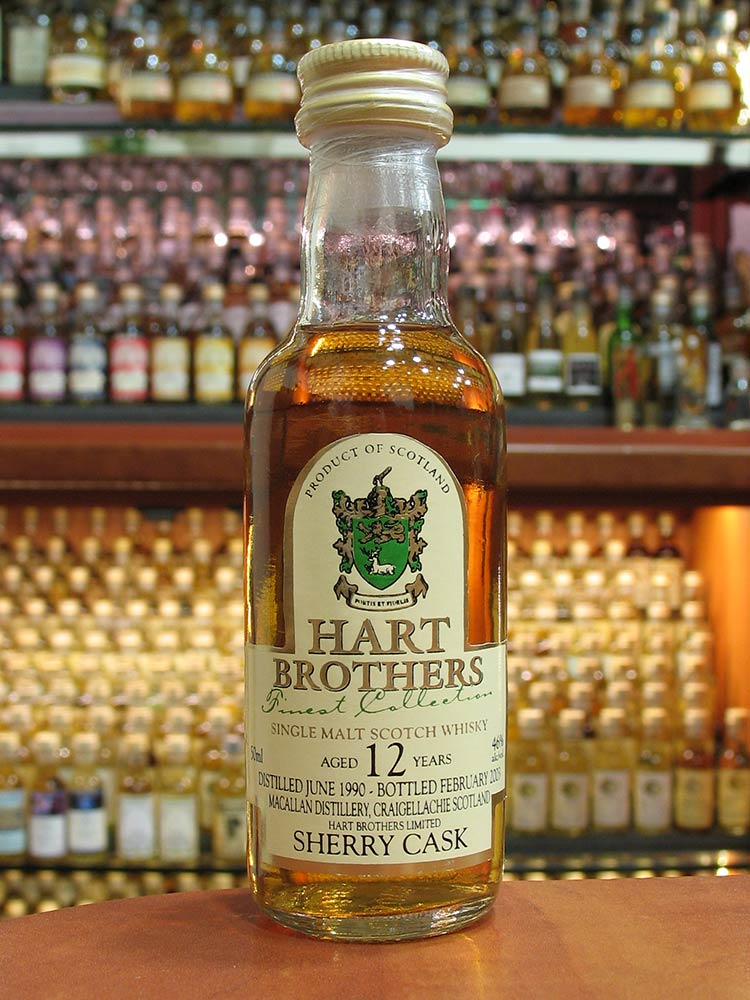 PRODUCT OF SCOTLAND
FORTIS ET FIDELIS
HART
BROTHERS
Finest Collection
SINGLE MALT SCOTCH WHISKY
50ml AGED 12 YEARS 46%
DISTILLED JUNE 1990 - BOTTLED FEBRUARY 2003
MACALLAN DISTILLERY, CRAIGELLACHIE SCOTLAND
HART BROTHERS LIMITED
SHERRY CASK